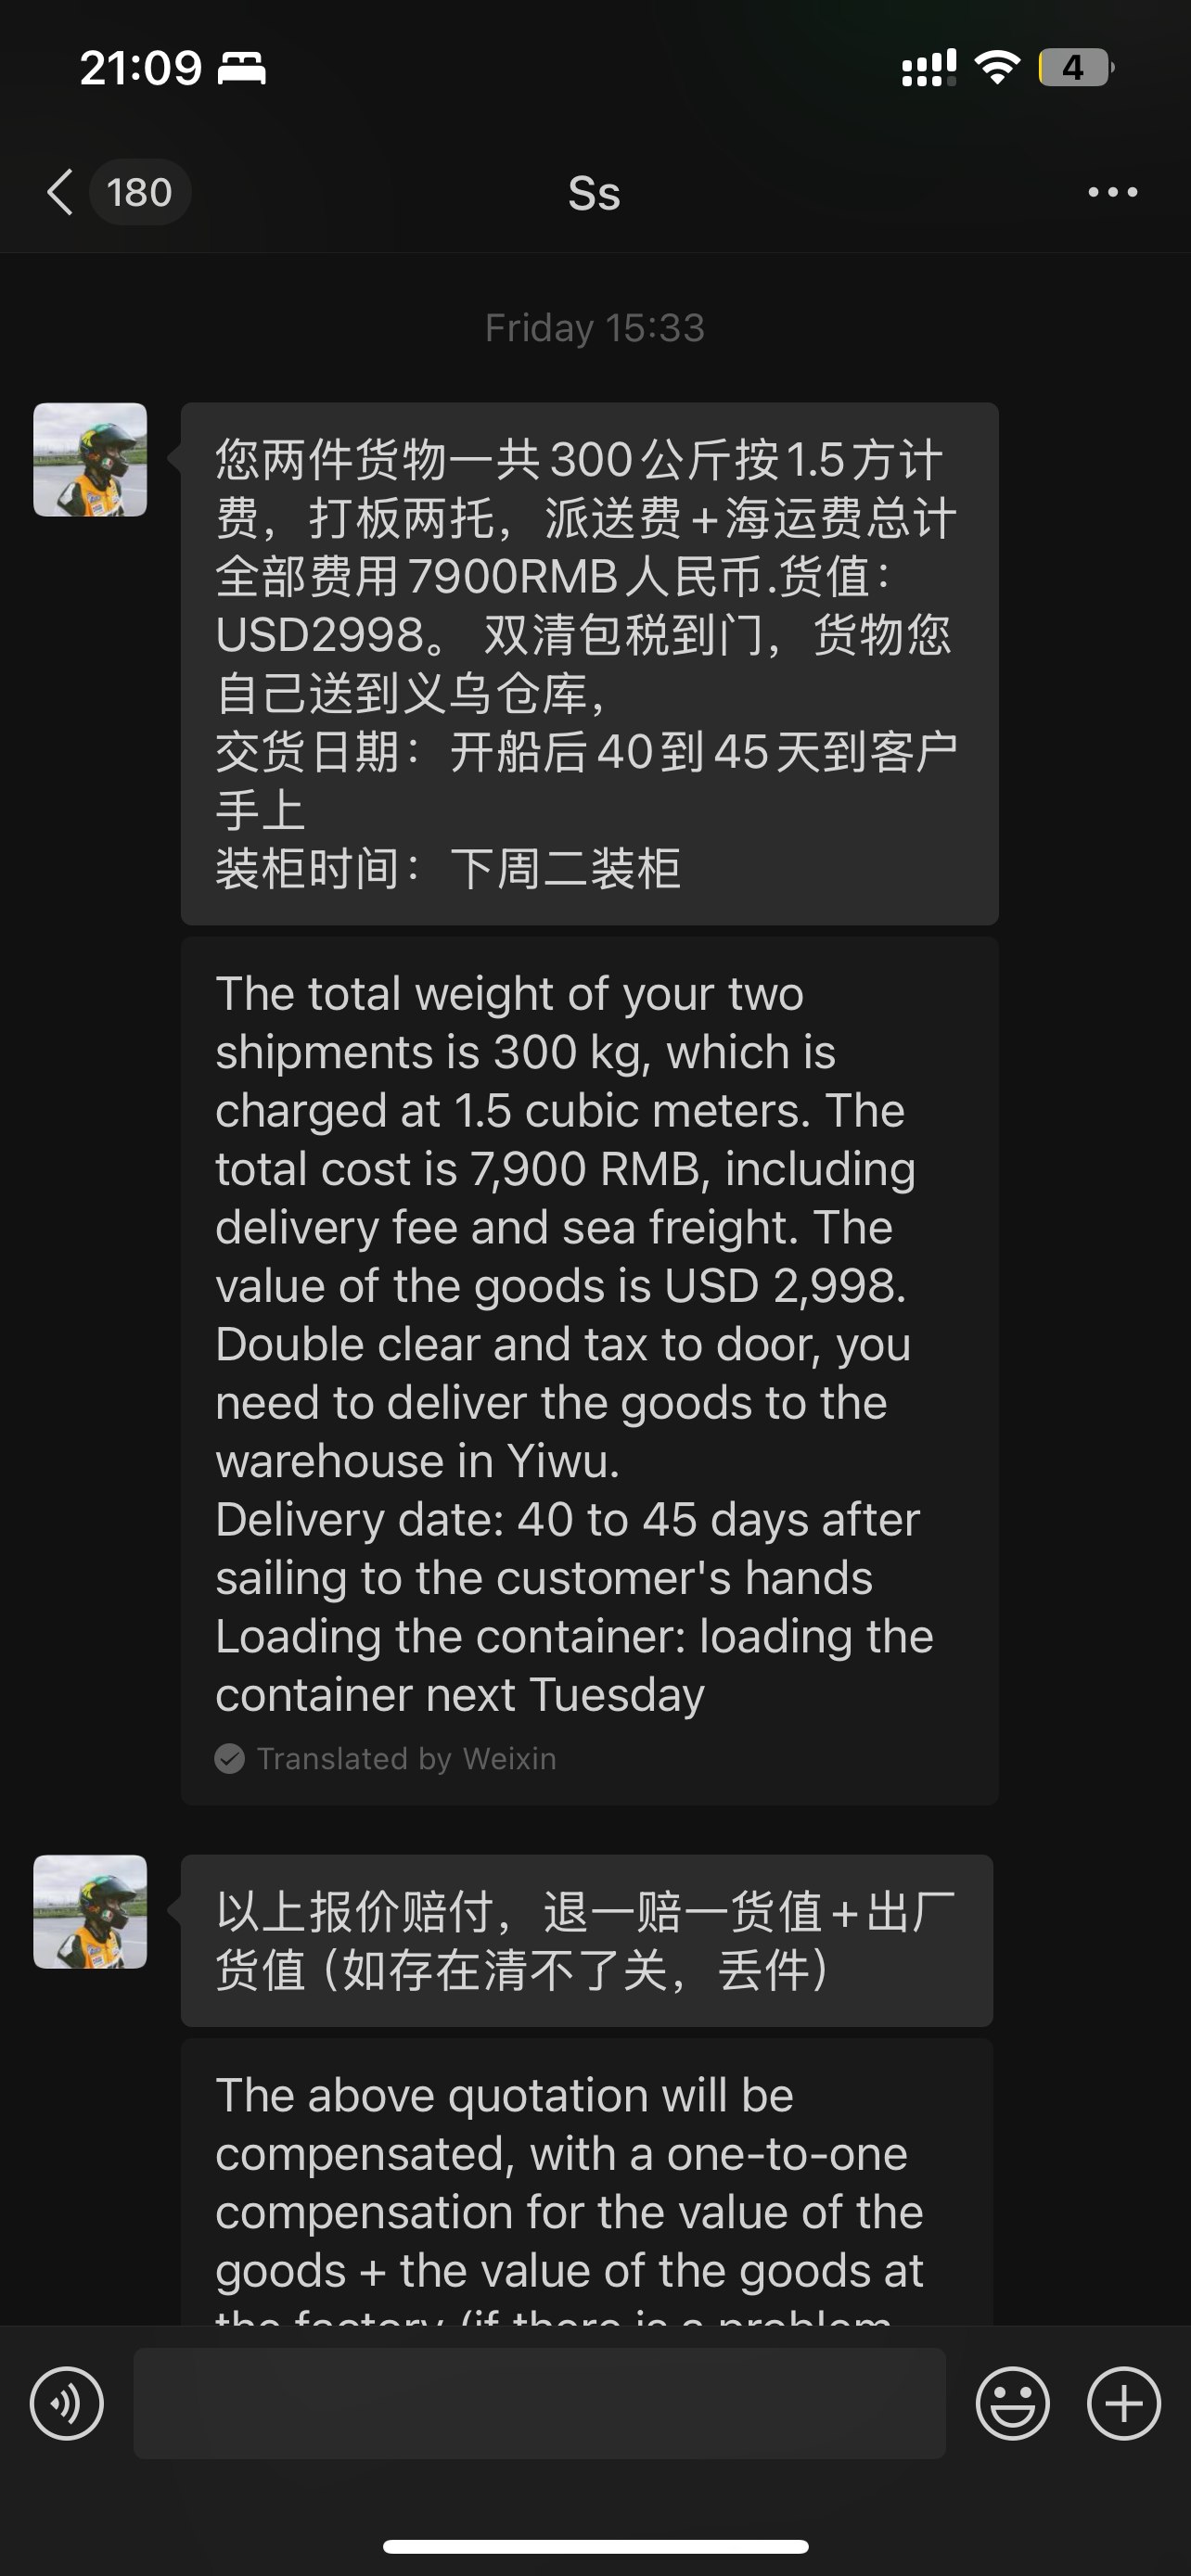 21:09
4
180
Ss
Friday 15:33
您两件货物一共300公斤按1.5方计
费，打板两托，派送费+海运费总计
全部费用7900RMB人民币.货值：
USD2998。 双清包税到门，货物您
自己送到义乌仓库，
交货日期：开船后40到45天到客户
手上
装柜时间：下周二装柜
The total weight of your two
shipments is 300 kg, which is
charged at 1.5 cubic meters. The
total cost is 7,900 RMB, including
delivery fee and sea freight. The
value of the goods is USD 2,998.
Double clear and tax to door, you
need to deliver the goods to the
warehouse in Yiwu.
Delivery date: 40 to 45 days after
sailing to the customer's hands
Loading the container: loading the
container next Tuesday
Translated by Weixin
以上报价赔付，退一赔一货值+出厂
货值（如存在清不了关，丢件）
The above quotation will be
compensated, with a one-to-one
compensation for the value of the
goods + the value of the goods at
the factory (if there is a problem